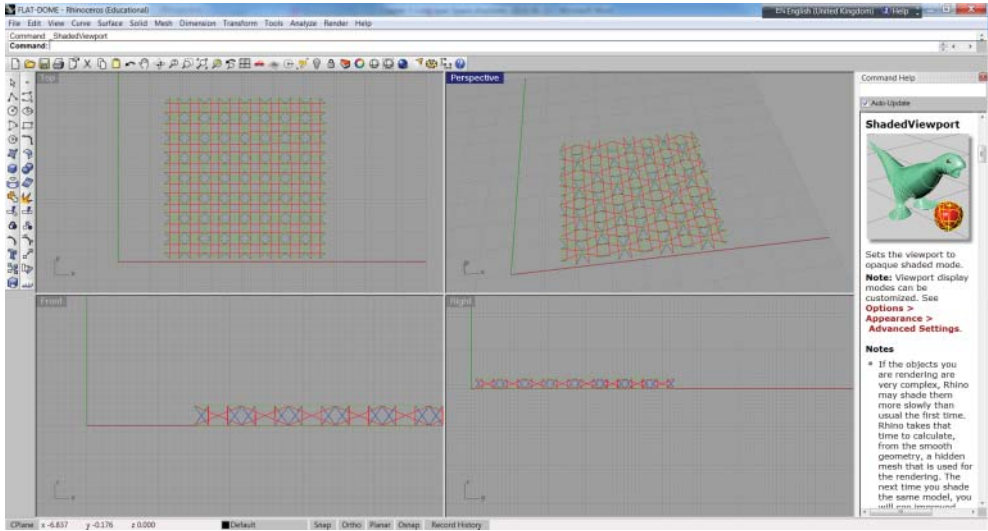 FLAT-DOME - Rhinoceros (Educational)
EN English (United Kingdom) Help
File Edit View Curve Surface Solid Mesh Dimension Transform Tools Analyze Render Help
Command: _ShadedViewport
Command:
Top
Perspective
Command Help
Auto-Update
ShadedViewport
Sets the viewport to
opaque shaded mode.
Note: Viewport display
modes can be
customized. See
Options >
Appearance >
Advanced Settings.
Front
Right
Notes
If the objects you
are rendering are
very complex, Rhino
may shade them
more slowly than
usual the first time.
Rhino takes that
time to calculate,
from the smooth
geometry, a hidden
mesh that is used for
the rendering. The
next time you shade
the same model, you
will see improved
CPlane x -6.837 y -0.176 z 0.000 Default Snap Ortho Planar Osnap Record History